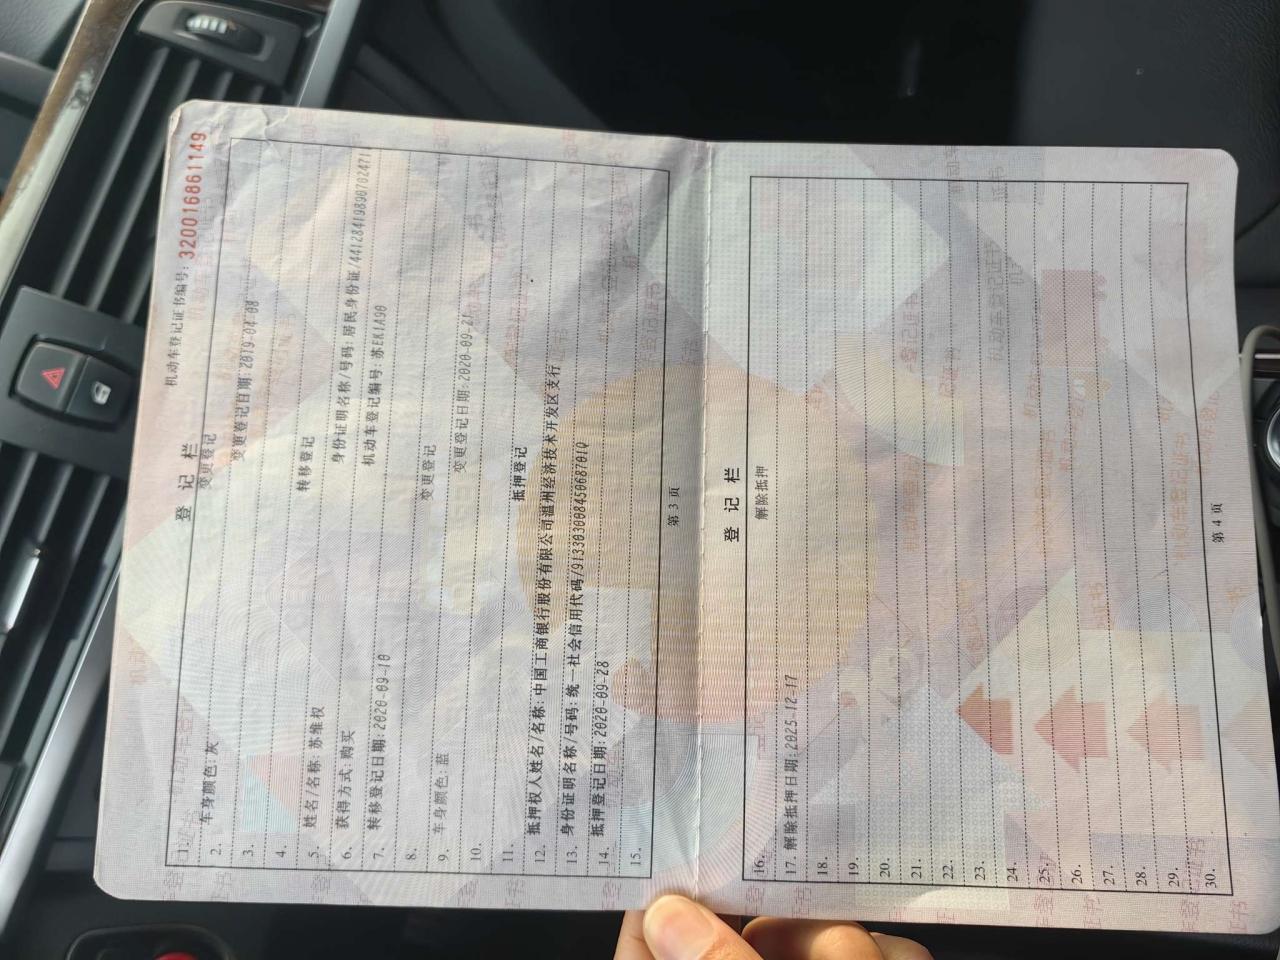 机动车登记证书编号: 320016861149
登 记 栏
1. 变更登记
2. 车身颜色:灰 变更登记日期:2019-04-08
3.
4. 转移登记
5. 姓名/名称:苏维权 身份证明名称/号码:居民身份证/441284198907024711
6. 获得方式:购买 机动车登记编号:苏EK1A90
7. 转移登记日期:2020-09-10
8. 变更登记
9. 车身颜色:蓝 变更登记日期:2020-09-21
10.
11. 抵押登记
12. 抵押权人姓名/名称:中国工商银行股份有限公司温州经济技术开发区支行
13. 身份证明名称/号码:统一社会信用代码/91330300845068701Q
14. 抵押登记日期:2020-09-28
15.
第 3 页
登 记 栏
16. 解除抵押
17. 解除抵押日期:2025-12-17
18.
19.
20.
21.
22.
23.
24.
25.
26.
27.
28.
29.
30.
第 4 页